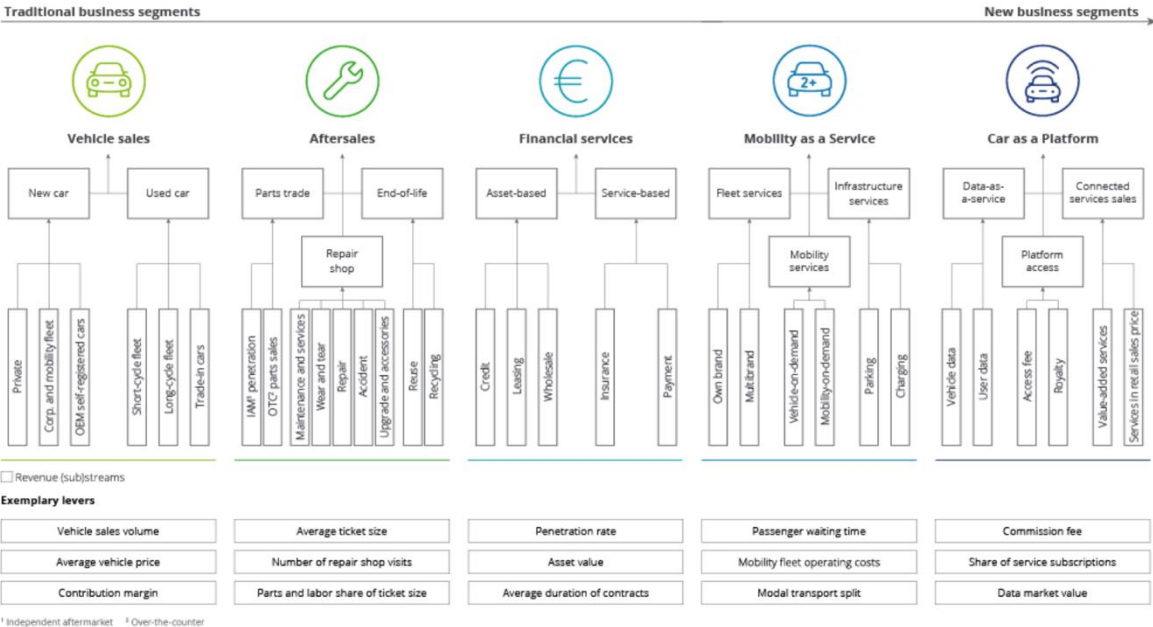 Traditional business segments
New business segments
2+
Vehicle sales
Aftersales
Financial services
Mobility as a Service
Car as a Platform
New car
Used car
Parts trade
End-of-life
Asset-based
Service-based
Fleet services
Infrastructure
services
Data-as-
a-service
Connected
services sales
Repair
shop
Mobility
services
Platform
access
Private
Corp. and mobility fleet
OEM self-registered cars
Short-cycle fleet
Long-cycle fleet
Trade-in cars
IAM¹ penetration
OTC² parts sales
Maintenance and services
Wear and tear
Repair
Accident
Upgrade and accessories
Reuse
Recycling
Credit
Leasing
Wholesale
Insurance
Payment
Own brand
Multibrand
Vehicle-on-demand
Mobility-on-demand
Parking
Charging
Vehicle data
User data
Access fee
Royalty
Value-added services
Services in retail sales price
Revenue (sub)streams
Exemplary levers
Vehicle sales volume
Average ticket size
Penetration rate
Passenger waiting time
Commission fee
Average vehicle price
Number of repair shop visits
Asset value
Mobility fleet operating costs
Share of service subscriptions
Contribution margin
Parts and labor share of ticket size
Average duration of contracts
Modal transport split
Data market value
¹ Independent aftermarket ² Over-the-counter